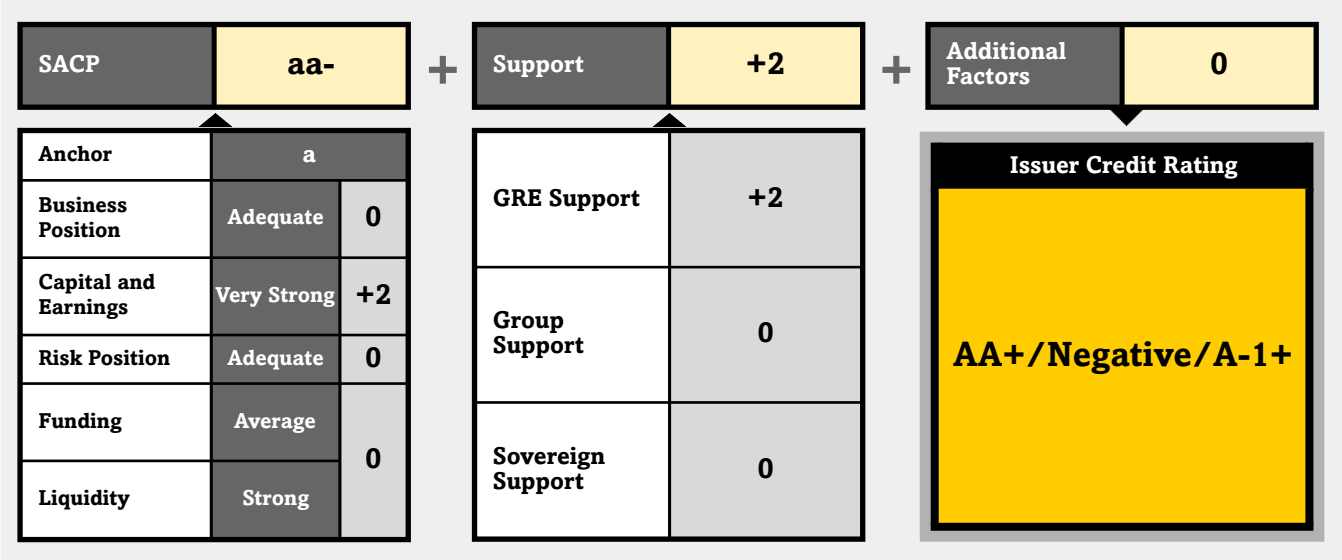 SACP
aa-
+
Support
+2
+
Additional
Factors
0
Anchor
a
Business
Position
Adequate
0
Capital and
Earnings
Very Strong
+2
Risk Position
Adequate
0
Funding
Average
0
Liquidity
Strong
GRE Support
+2
Group
Support
0
Sovereign
Support
0
Issuer Credit Rating
AA+/Negative/A-1+